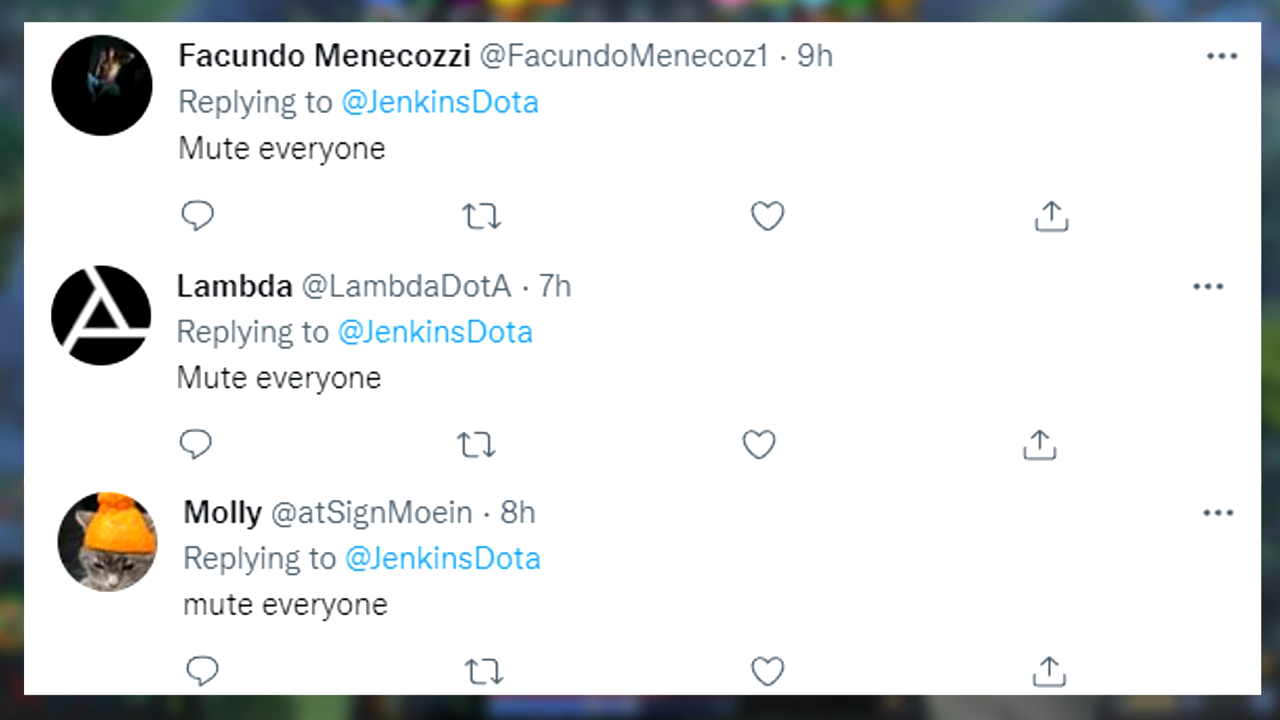 Facundo Menecozzi @FacundoMenecoz1 · 9h
Replying to @JenkinsDota
Mute everyone
Lambda @LambdaDotA · 7h
Replying to @JenkinsDota
Mute everyone
Molly @atSignMoein · 8h
Replying to @JenkinsDota
mute everyone